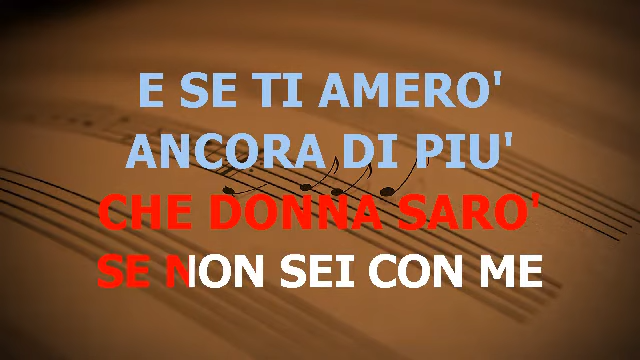 E SE TI AMERO'
ANCORA DI PIU'
CHE DONNA SARO'
SE NON SEI CON ME